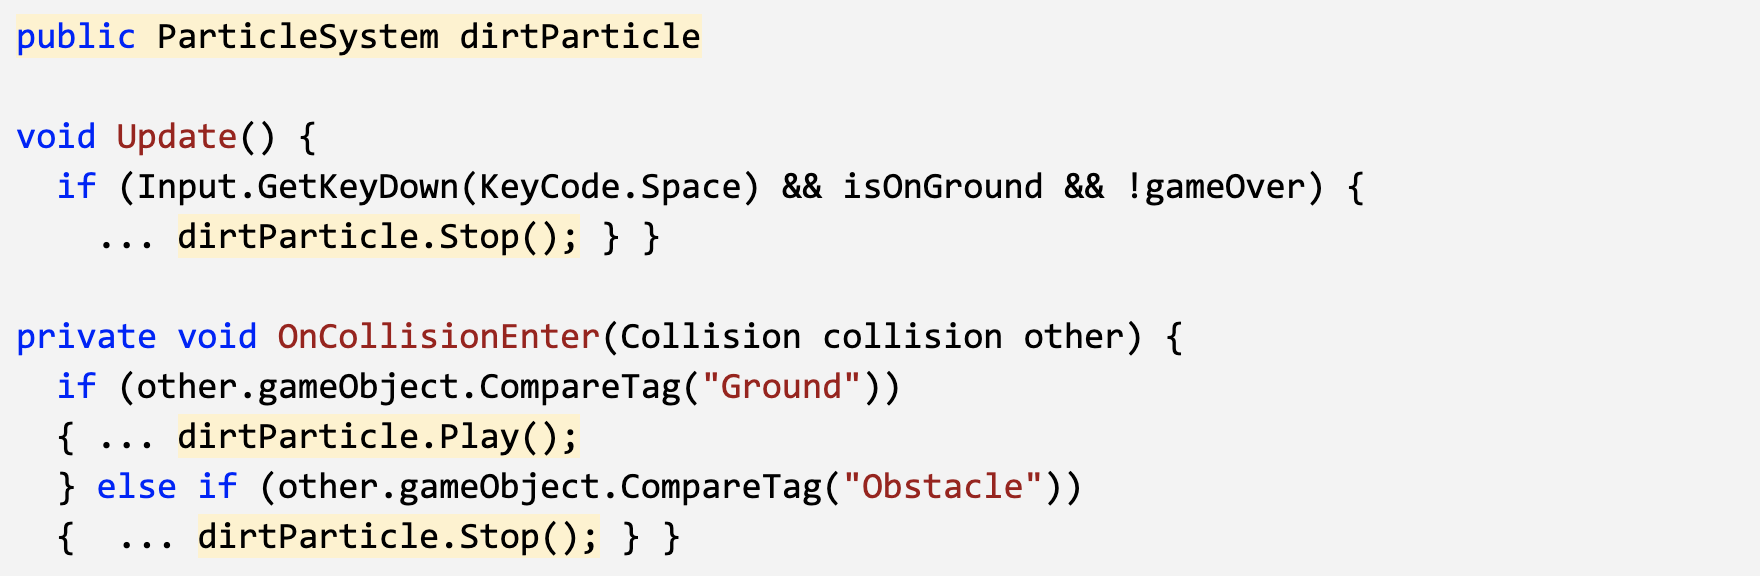 public ParticleSystem dirtParticle
void Update() {
if (Input.GetKeyDown(KeyCode.Space) && isOnGround && !gameOver) {
... dirtParticle.Stop(); } }
private void OnCollisionEnter(Collision collision other) {
if (other.gameObject.CompareTag("Ground"))
{ ... dirtParticle.Play();
} else if (other.gameObject.CompareTag("Obstacle"))
{ ... dirtParticle.Stop(); } }